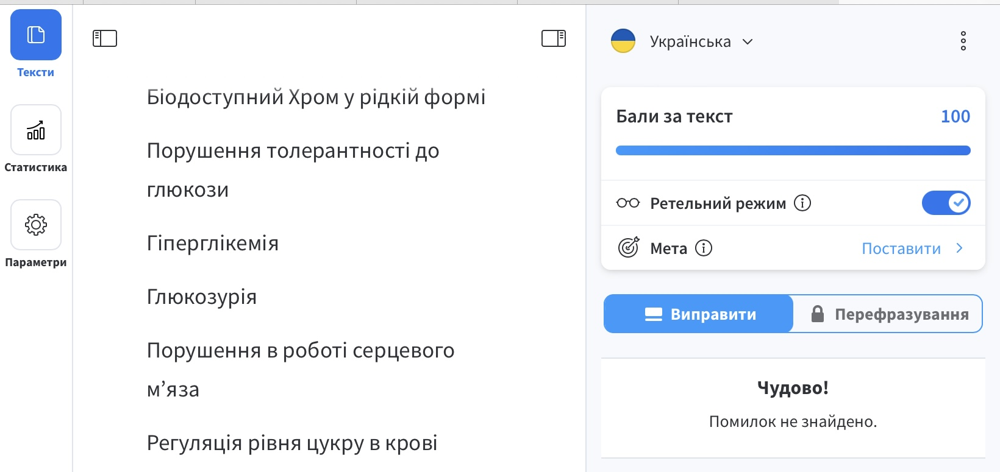 Тексти
Статистика
Параметри
Біодоступний Хром у рідкій формі
Порушення толерантності до
глюкози
Гіперглікемія
Глюкозурія
Порушення в роботі серцевого
м’яза
Регуляція рівня цукру в крові
Українська
Бали за текст 100
Ретельний режим
Мета Поставити
Виправити Перефразування
Чудово!
Помилок не знайдено.